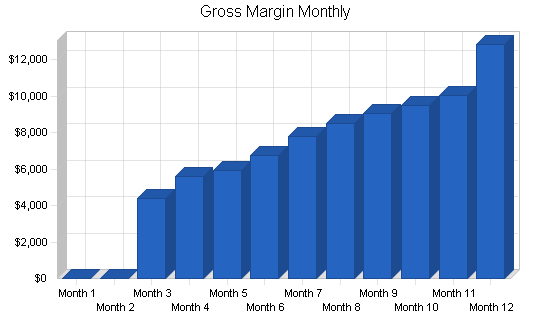 Gross Margin Monthly
$12,000
$10,000
$8,000
$6,000
$4,000
$2,000
$0
Month 1 Month 3 Month 5 Month 7 Month 9 Month 11
Month 2 Month 4 Month 6 Month 8 Month 10 Month 12